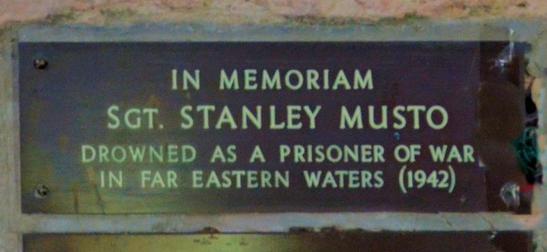 IN MEMORIAM
SGT. STANLEY MUSTO
DROWNED AS A PRISONER OF WAR
IN FAR EASTERN WATERS (1942)